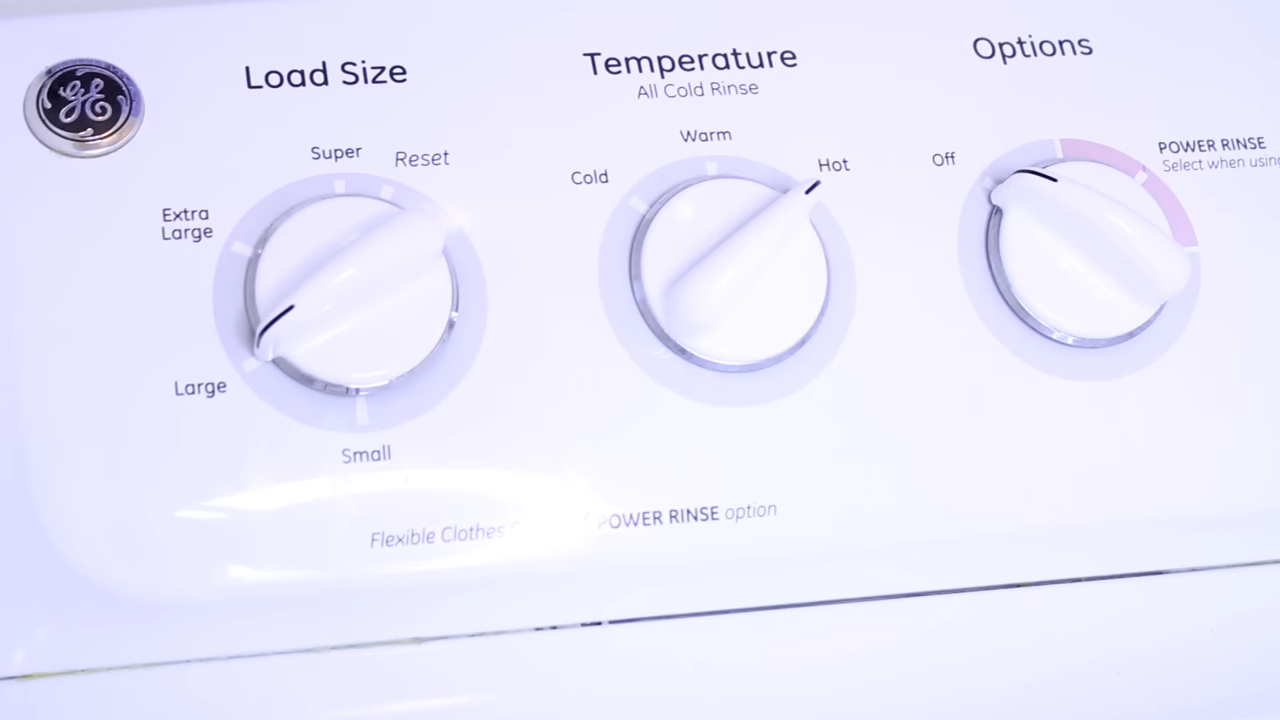 GE
Load Size
Temperature
All Cold Rinse
Options
Super
Reset
Extra
Large
Large
Small
Cold
Warm
Hot
Off
POWER RINSE
Select when using
Flexible Clothes
POWER RINSE option